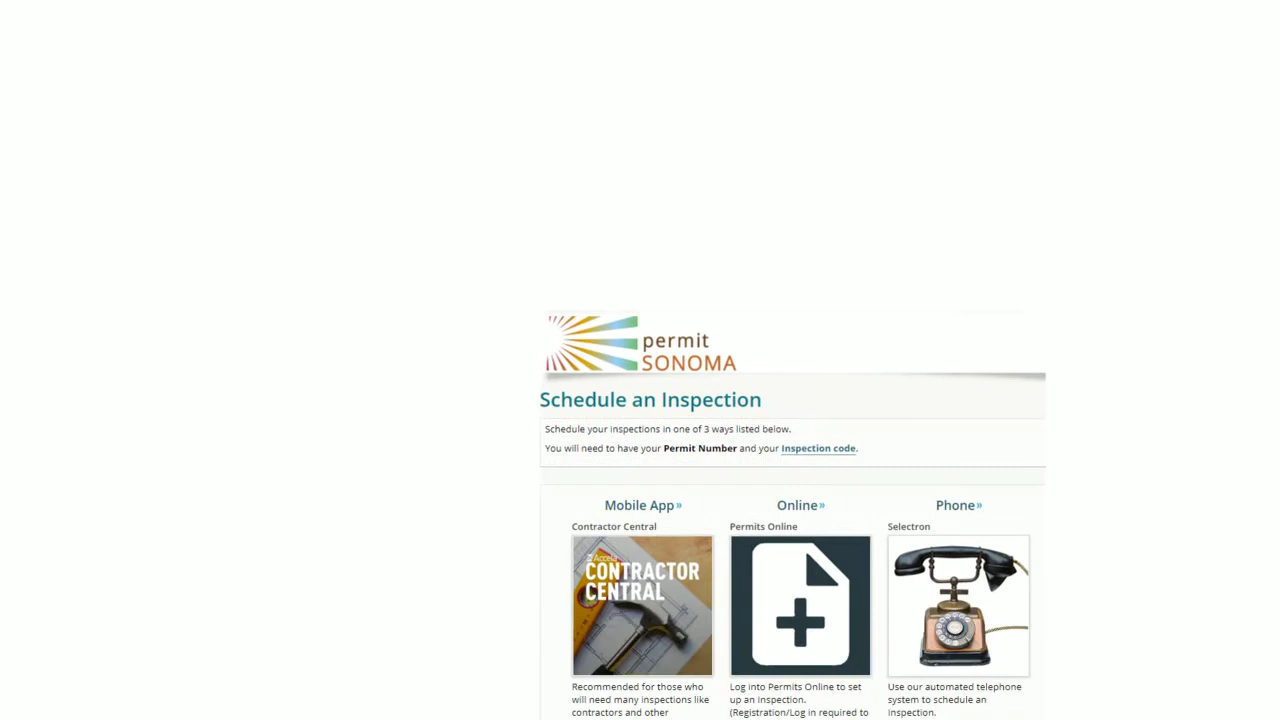 permit
SONOMA
Schedule an Inspection
Schedule your inspections in one of 3 ways listed below.
You will need to have your Permit Number and your Inspection code.
Mobile App»
Contractor Central
Accela
CONTRACTOR
CENTRAL
Recommended for those who
will need many inspections like
contractors and other
Online»
Permits Online
Log into Permits Online to set
up an Inspection.
(Registration/Log in required to
Phone»
Selectron
Use our automated telephone
system to schedule an
Inspection.